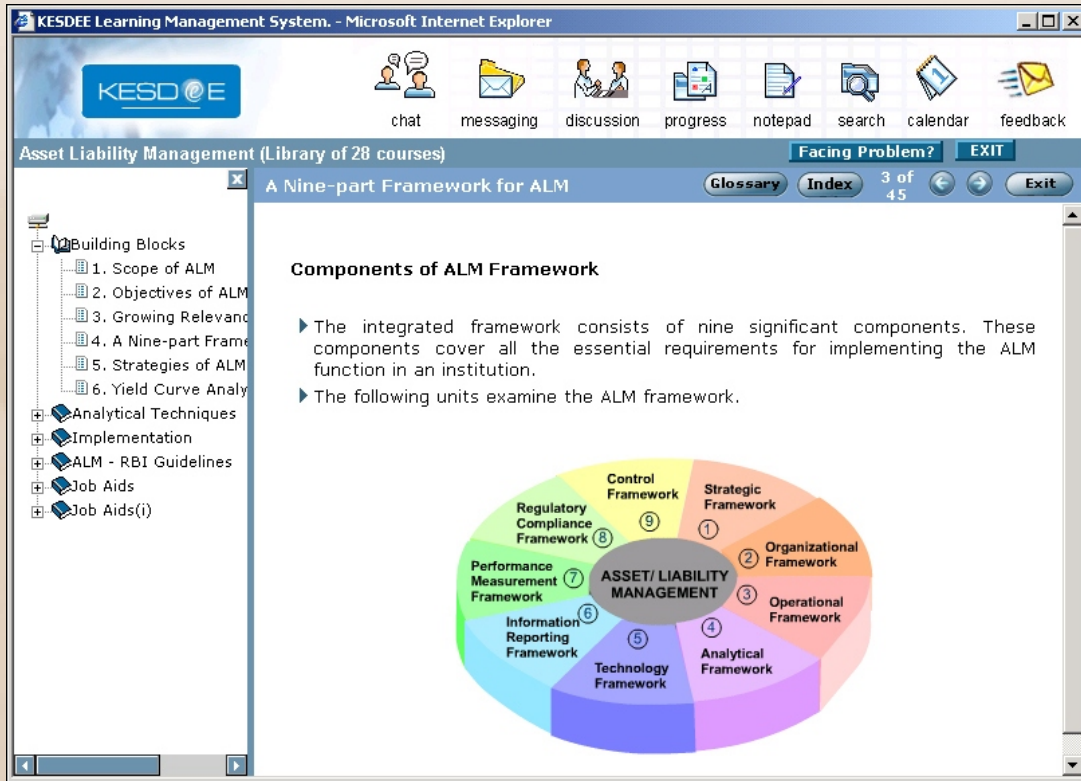 KESDEE Learning Management System. - Microsoft Internet Explorer
KESD@E
chat messaging discussion progress notepad search calendar feedback
Asset Liability Management (Library of 28 courses) Facing Problem? EXIT
A Nine-part Framework for ALM Glossary Index 3 of 45 Exit
Building Blocks
1. Scope of ALM
2. Objectives of ALM
3. Growing Relevanc
4. A Nine-part Frame
5. Strategies of ALM
6. Yield Curve Analy
Analytical Techniques
Implementation
ALM - RBI Guidelines
Job Aids
Job Aids(i)
Components of ALM Framework
The integrated framework consists of nine significant components. These
components cover all the essential requirements for implementing the ALM
function in an institution.
The following units examine the ALM framework.
Control
Framework
9
Strategic
Framework
1
Organizational
Framework
2
Operational
Framework
3
Analytical
Framework
4
Technology
Framework
5
Information
Reporting
Framework
6
Performance
Measurement
Framework
7
Regulatory
Compliance
Framework
8
ASSET/ LIABILITY
MANAGEMENT